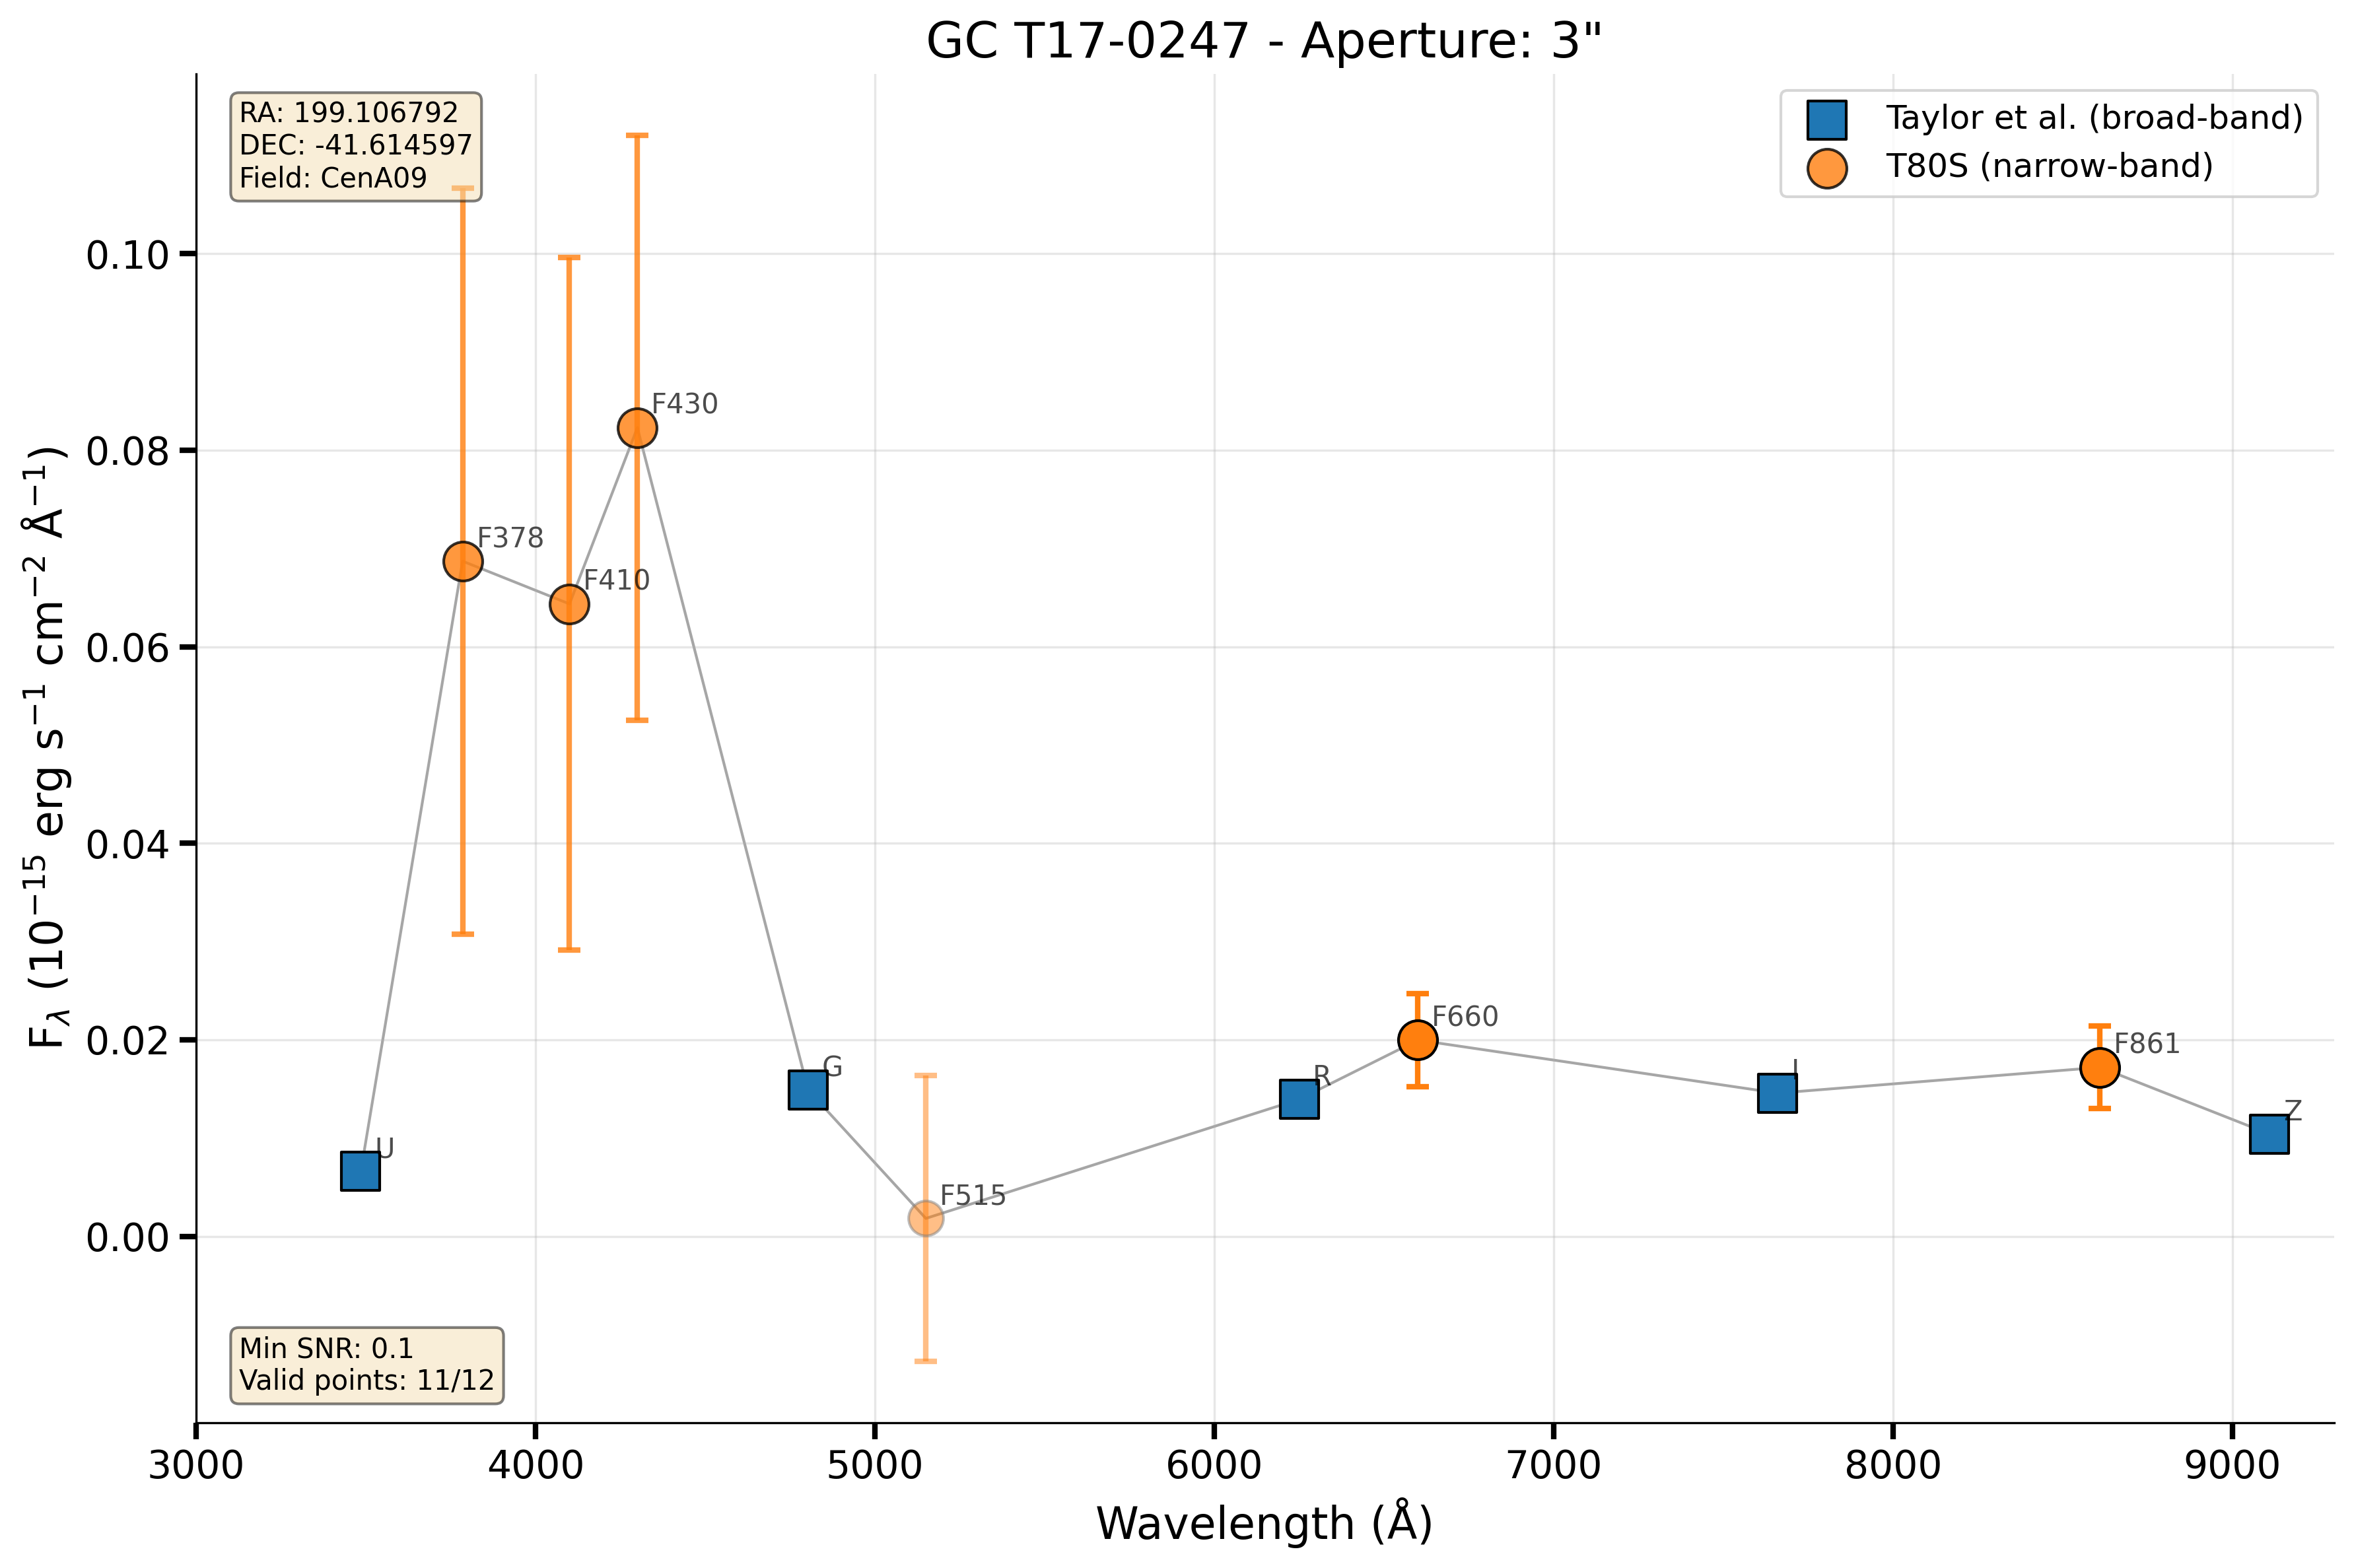 GC T17-0247 - Aperture: 3"
RA: 199.106792
DEC: -41.614597
Field: CenA09
Taylor et al. (broad-band)
T80S (narrow-band)
0.10
0.08
0.06
0.04
0.02
0.00
F_λ (10⁻¹⁵ erg s⁻¹ cm⁻² Å⁻¹)
F430
F378
F410
U
G
F515
R
F660
I
F861
Z
Min SNR: 0.1
Valid points: 11/12
3000 4000 5000 6000 7000 8000 9000
Wavelength (Å)